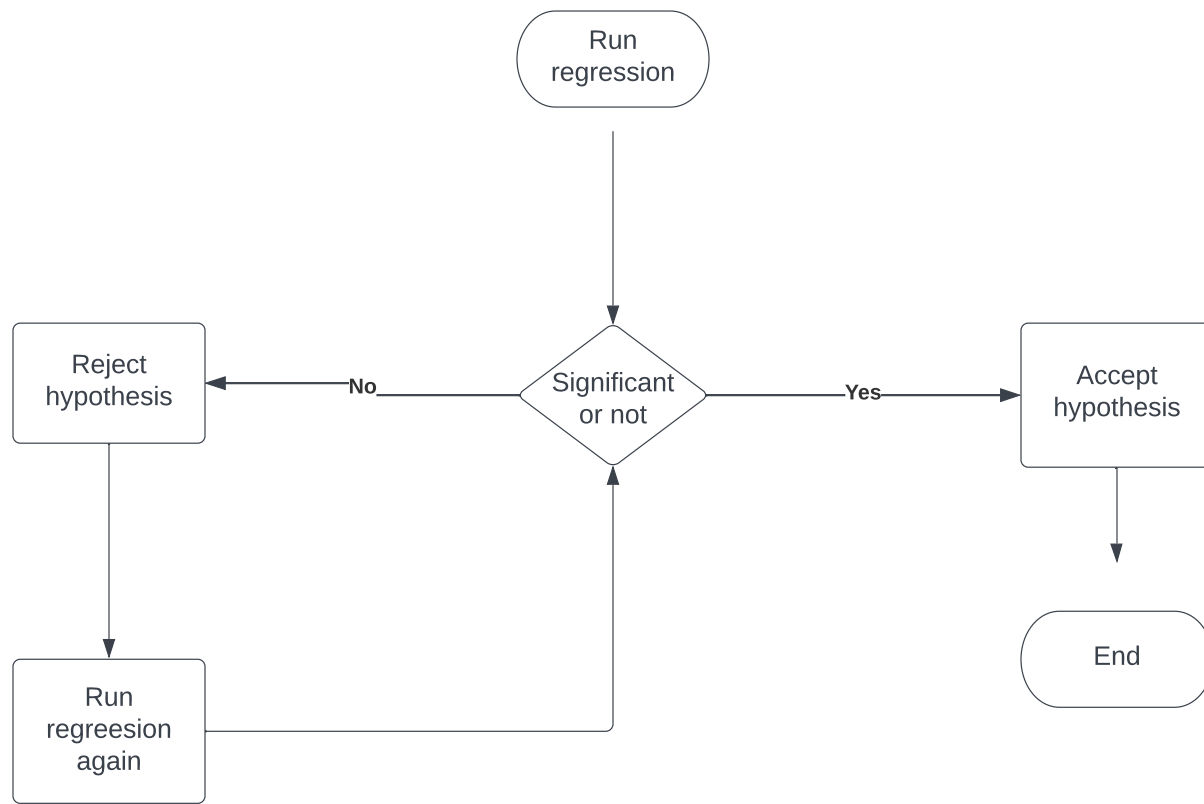 Run
regression
Reject
hypothesis
No
Significant
or not
Yes
Accept
hypothesis
Run
regreesion
again
End